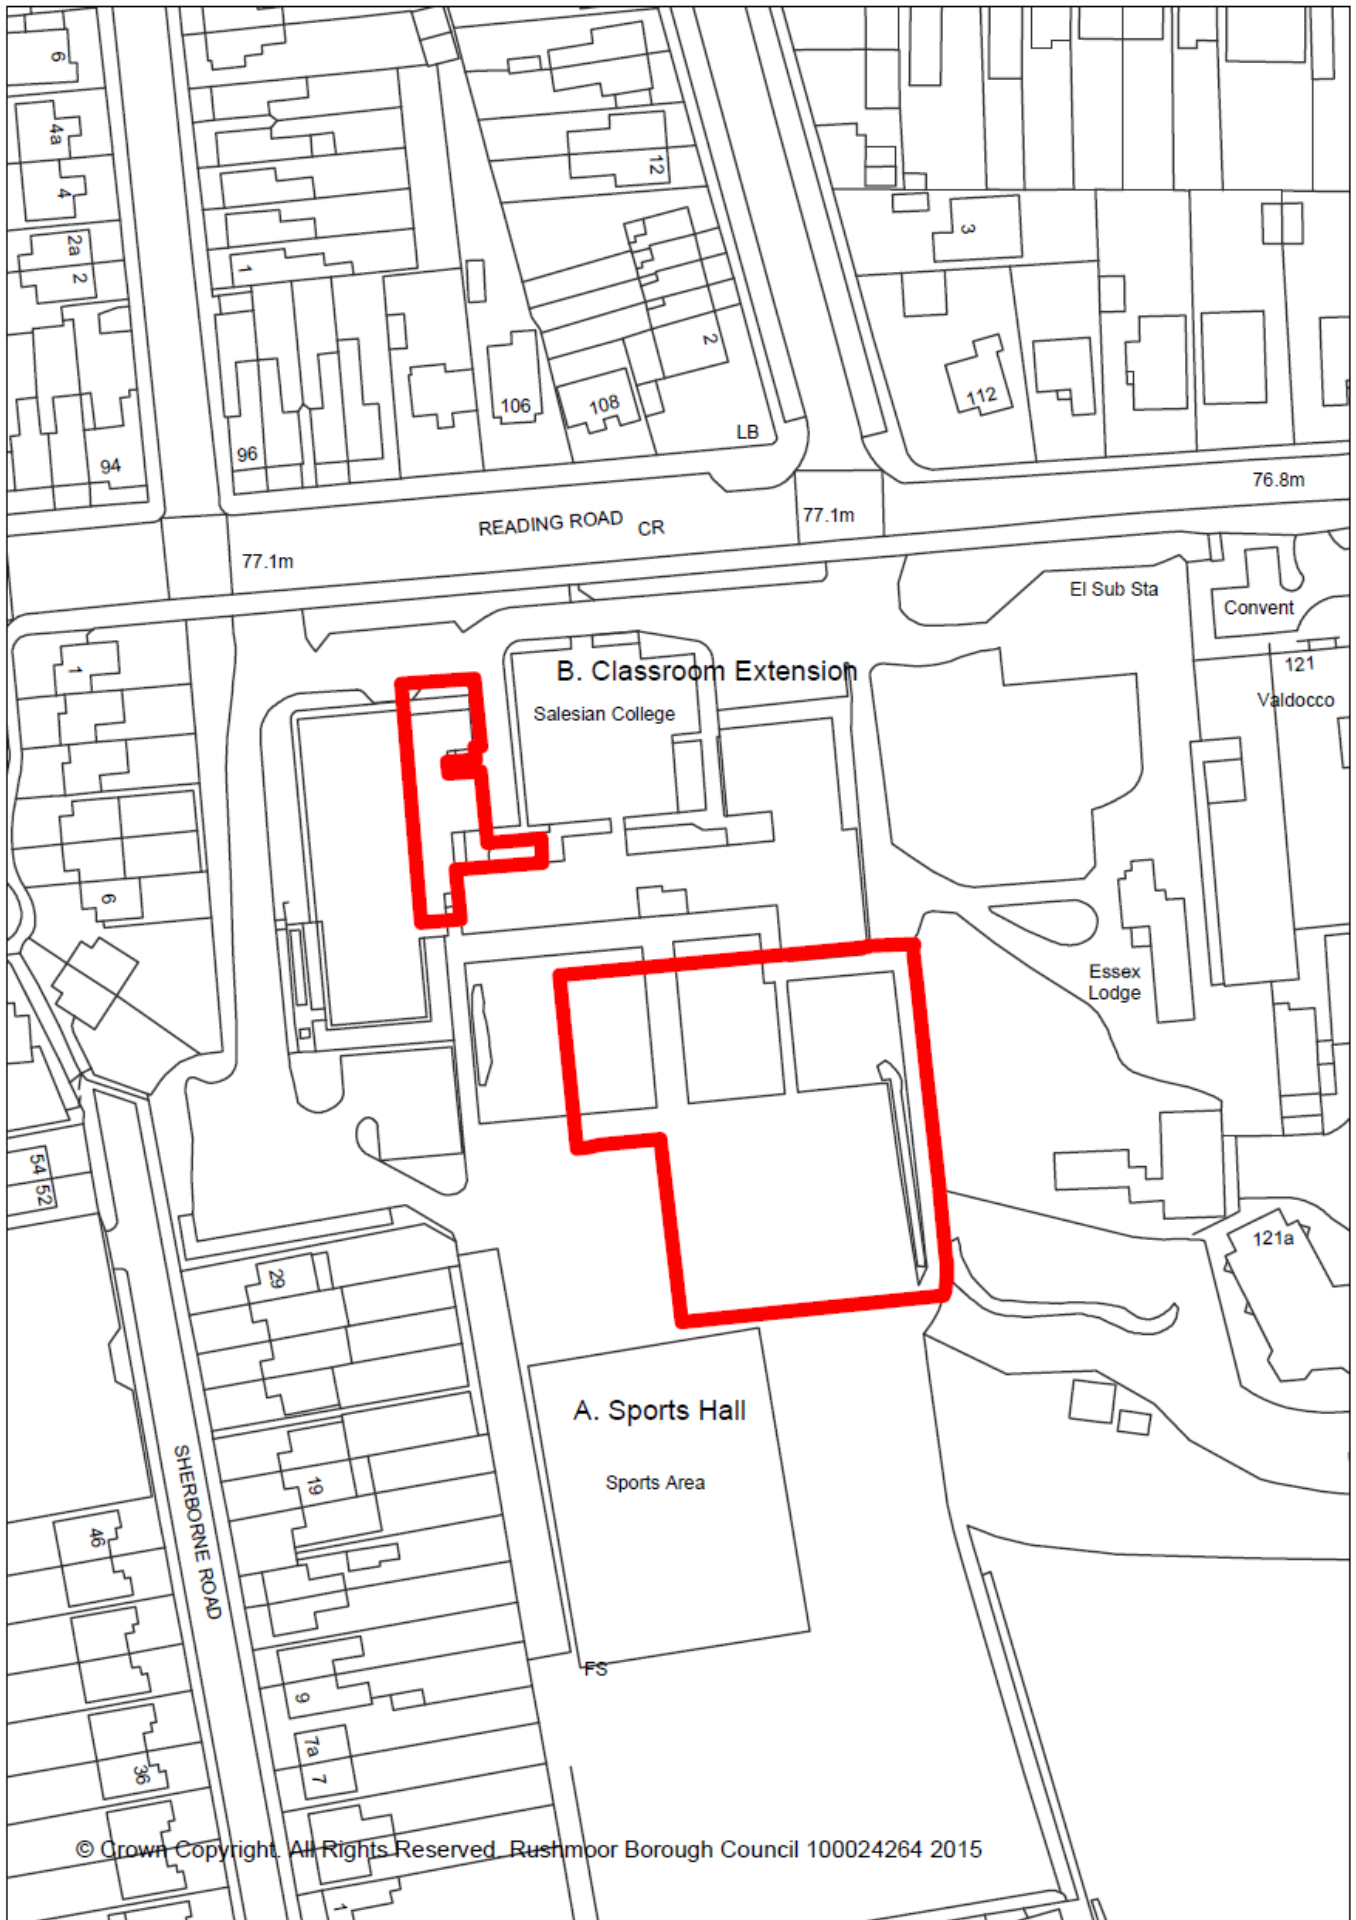 6
4a
4
2a
2
1
12
2
3
106
108
112
LB
94
96
76.8m
READING ROAD
CR
77.1m
77.1m
El Sub Sta
Convent
121
Valdocco
1
B. Classroom Extension
Salesian College
6
Essex
Lodge
54
52
121a
29
A. Sports Hall
Sports Area
19
SHERBORNE ROAD
46
FS
9
7a
7
36
© Crown Copyright. All Rights Reserved. Rushmoor Borough Council 100024264 2015
1